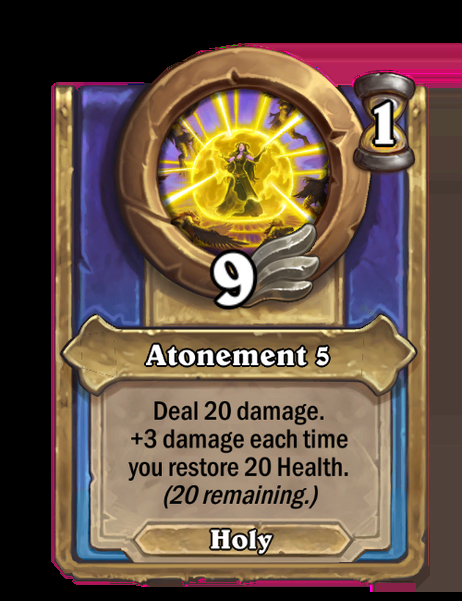 1
9
Atonement 5
Deal 20 damage.
+3 damage each time
you restore 20 Health.
(20 remaining.)
Holy